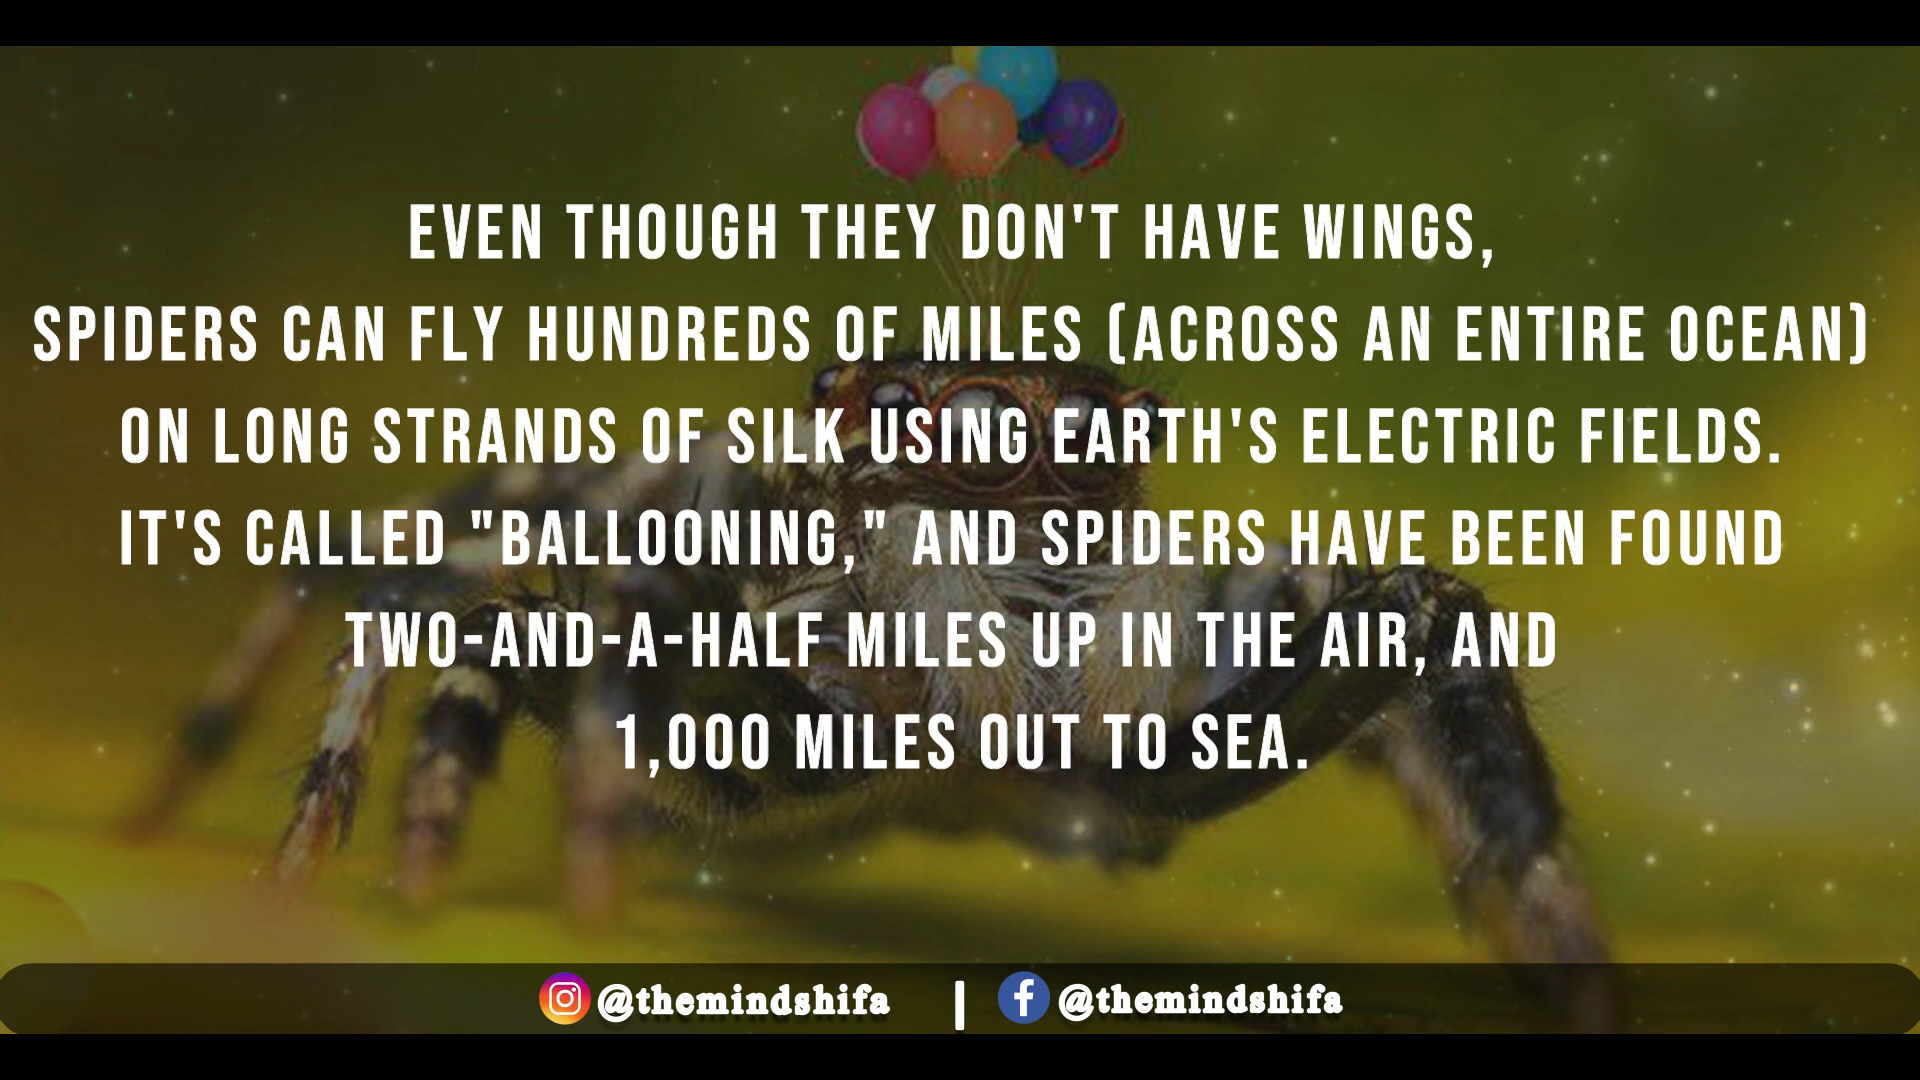 EVEN THOUGH THEY DON'T HAVE WINGS,
SPIDERS CAN FLY HUNDREDS OF MILES (ACROSS AN ENTIRE OCEAN)
ON LONG STRANDS OF SILK USING EARTH'S ELECTRIC FIELDS.
IT'S CALLED "BALLOONING," AND SPIDERS HAVE BEEN FOUND
TWO-AND-A-HALF MILES UP IN THE AIR, AND
1,000 MILES OUT TO SEA.
@themindshifa | @themindshifa